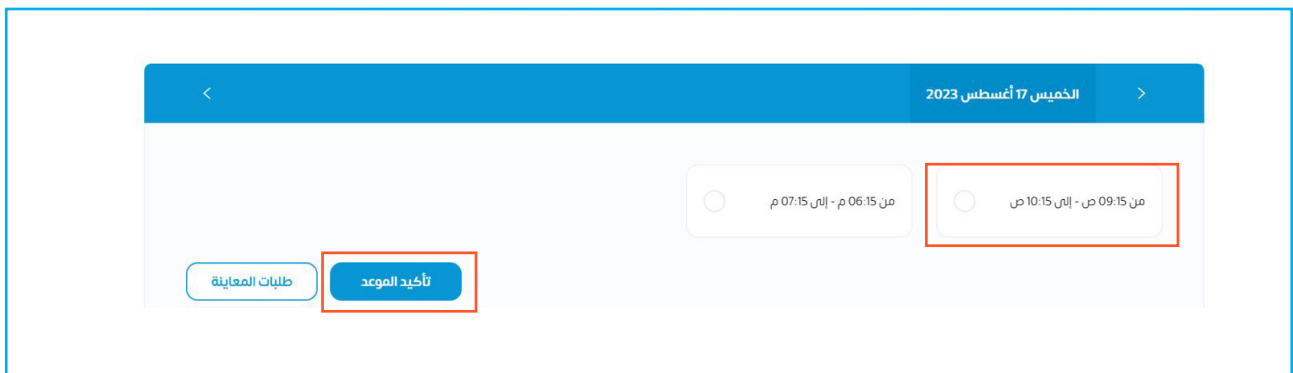 الخميس 17 أغسطس 2023
من 09:15 ص - إلى 10:15 ص
من 06:15 م - إلى 07:15 م
تأكيد الموعد
طلبات المعاينة